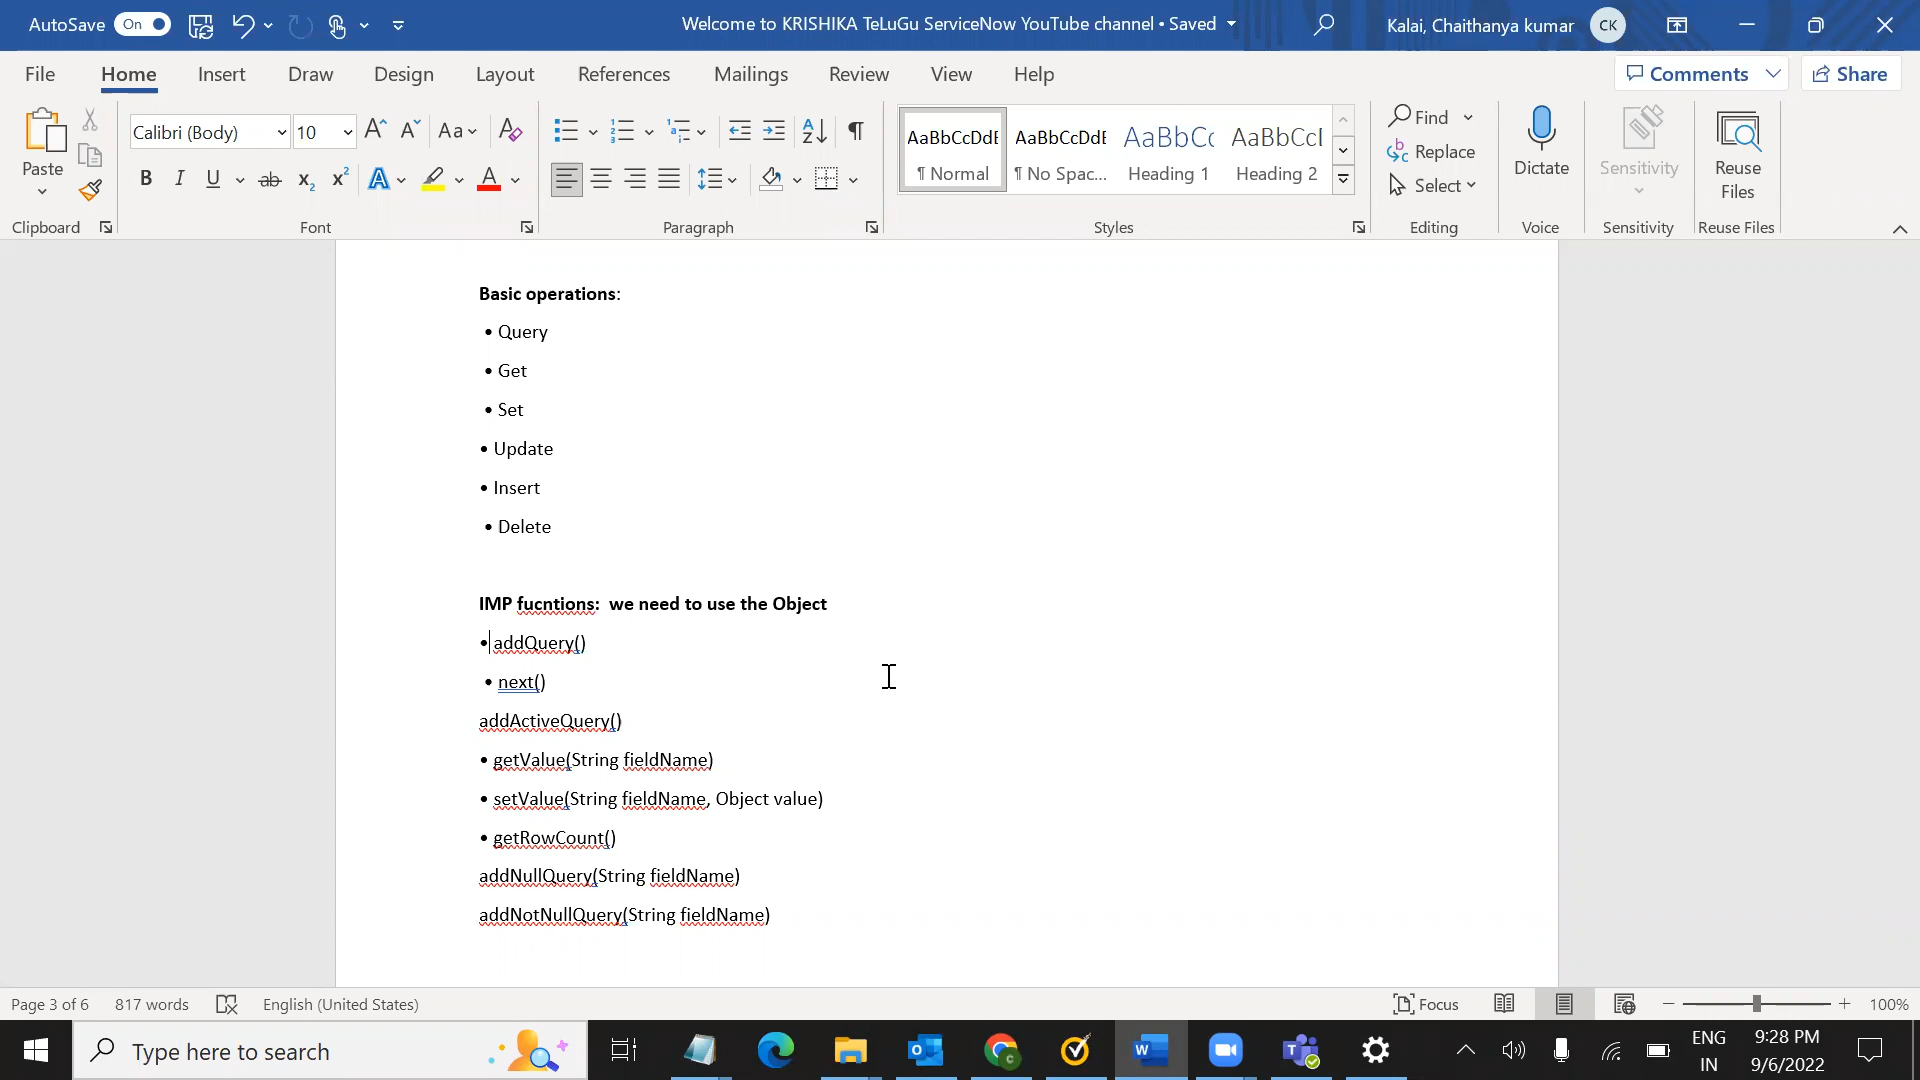 AutoSave On Welcome to KRISHIKA TeLuGu ServiceNow YouTube channel • Saved Kalai, Chaithanya kumar CK
File Home Insert Draw Design Layout References Mailings Review View Help Comments Share
Calibri (Body) 10 Aa AaBbCcDdE AaBbCcDdE AaBbCc AaBbCcD Find
Paste ¶ Normal ¶ No Spac... Heading 1 Heading 2 Replace Dictate Sensitivity Reuse Files
B I U ab x₂ x² A A Select
Clipboard Font Paragraph Styles Editing Voice Sensitivity Reuse Files
Basic operations:
• Query
• Get
• Set
• Update
• Insert
• Delete
IMP fucntions: we need to use the Object
• addQuery()
• next()
addActiveQuery()
• getValue(String fieldName)
• setValue(String fieldName, Object value)
• getRowCount()
addNullQuery(String fieldName)
addNotNullQuery(String fieldName)
Page 3 of 6 817 words English (United States) Focus 100%
Type here to search ENG IN 9:28 PM 9/6/2022